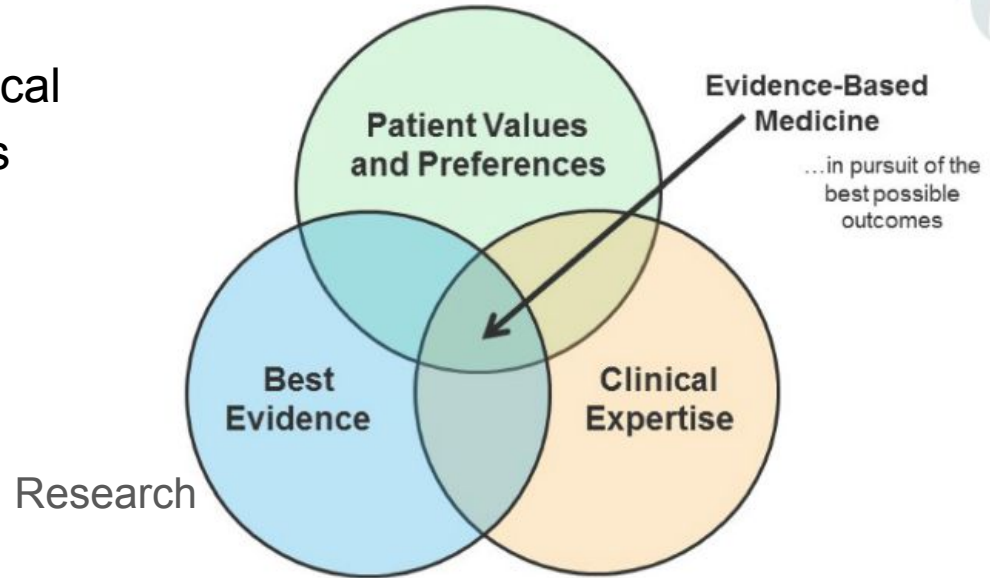 ical
s
Patient Values
and Preferences
Evidence-Based
Medicine
...in pursuit of the
best possible
outcomes
Best
Evidence
Clinical
Expertise
Research